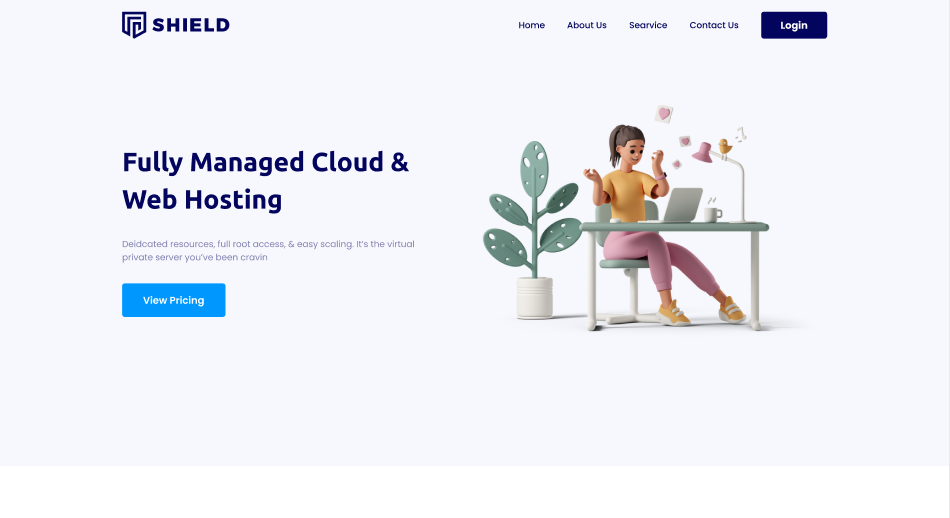 SHIELD
Home
About Us
Searvice
Contact Us
Login
Fully Managed Cloud &
Web Hosting
Deidcated resources, full root access, & easy scaling. It's the virtual
private server you've been cravin
View Pricing